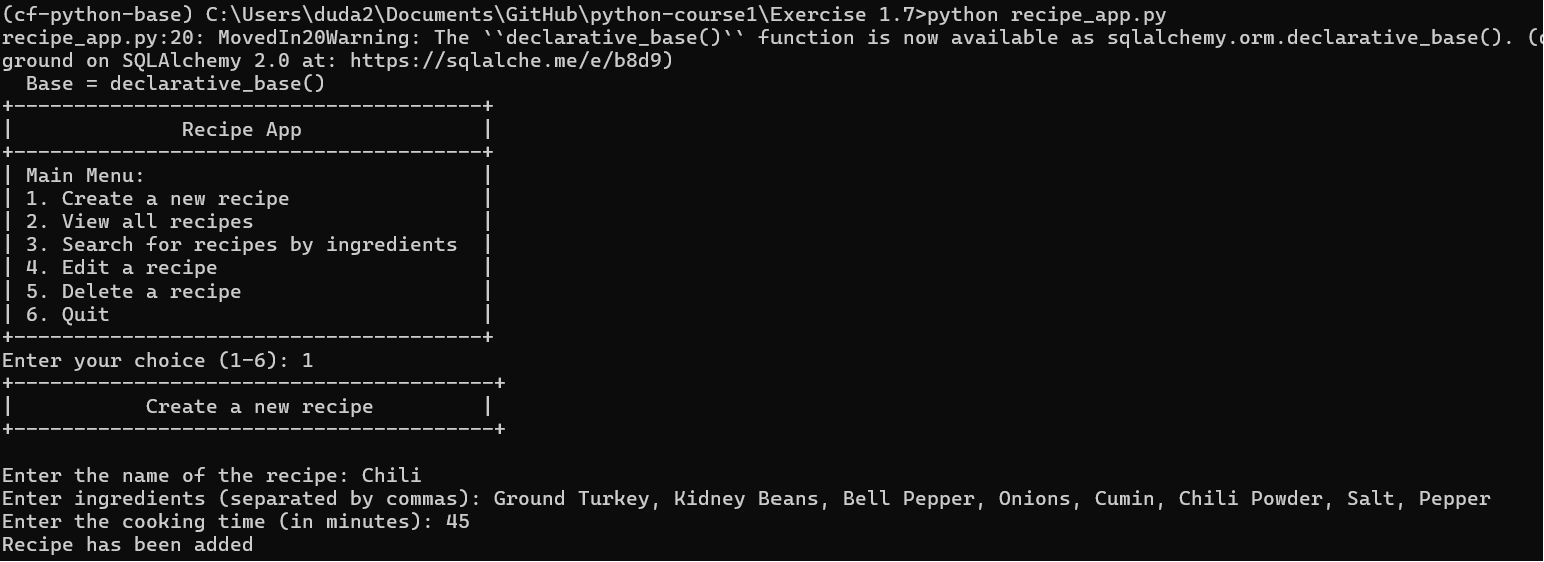 (cf-python-base) C:\Users\duda2\Documents\GitHub\python-course1\Exercise 1.7>python recipe_app.py
recipe_app.py:20: MovedIn20Warning: The ``declarative_base()`` function is now available as sqlalchemy.orm.declarative_base(). (
ground on SQLAlchemy 2.0 at: https://sqlalche.me/e/b8d9)
  Base = declarative_base()
+---------------------------------------+
|              Recipe App               |
+---------------------------------------+
| Main Menu:                            |
| 1. Create a new recipe                |
| 2. View all recipes                   |
| 3. Search for recipes by ingredients  |
| 4. Edit a recipe                      |
| 5. Delete a recipe                    |
| 6. Quit                               |
+---------------------------------------+
Enter your choice (1-6): 1
+----------------------------------------+
|           Create a new recipe         |
+----------------------------------------+

Enter the name of the recipe: Chili
Enter ingredients (separated by commas): Ground Turkey, Kidney Beans, Bell Pepper, Onions, Cumin, Chili Powder, Salt, Pepper
Enter the cooking time (in minutes): 45
Recipe has been added